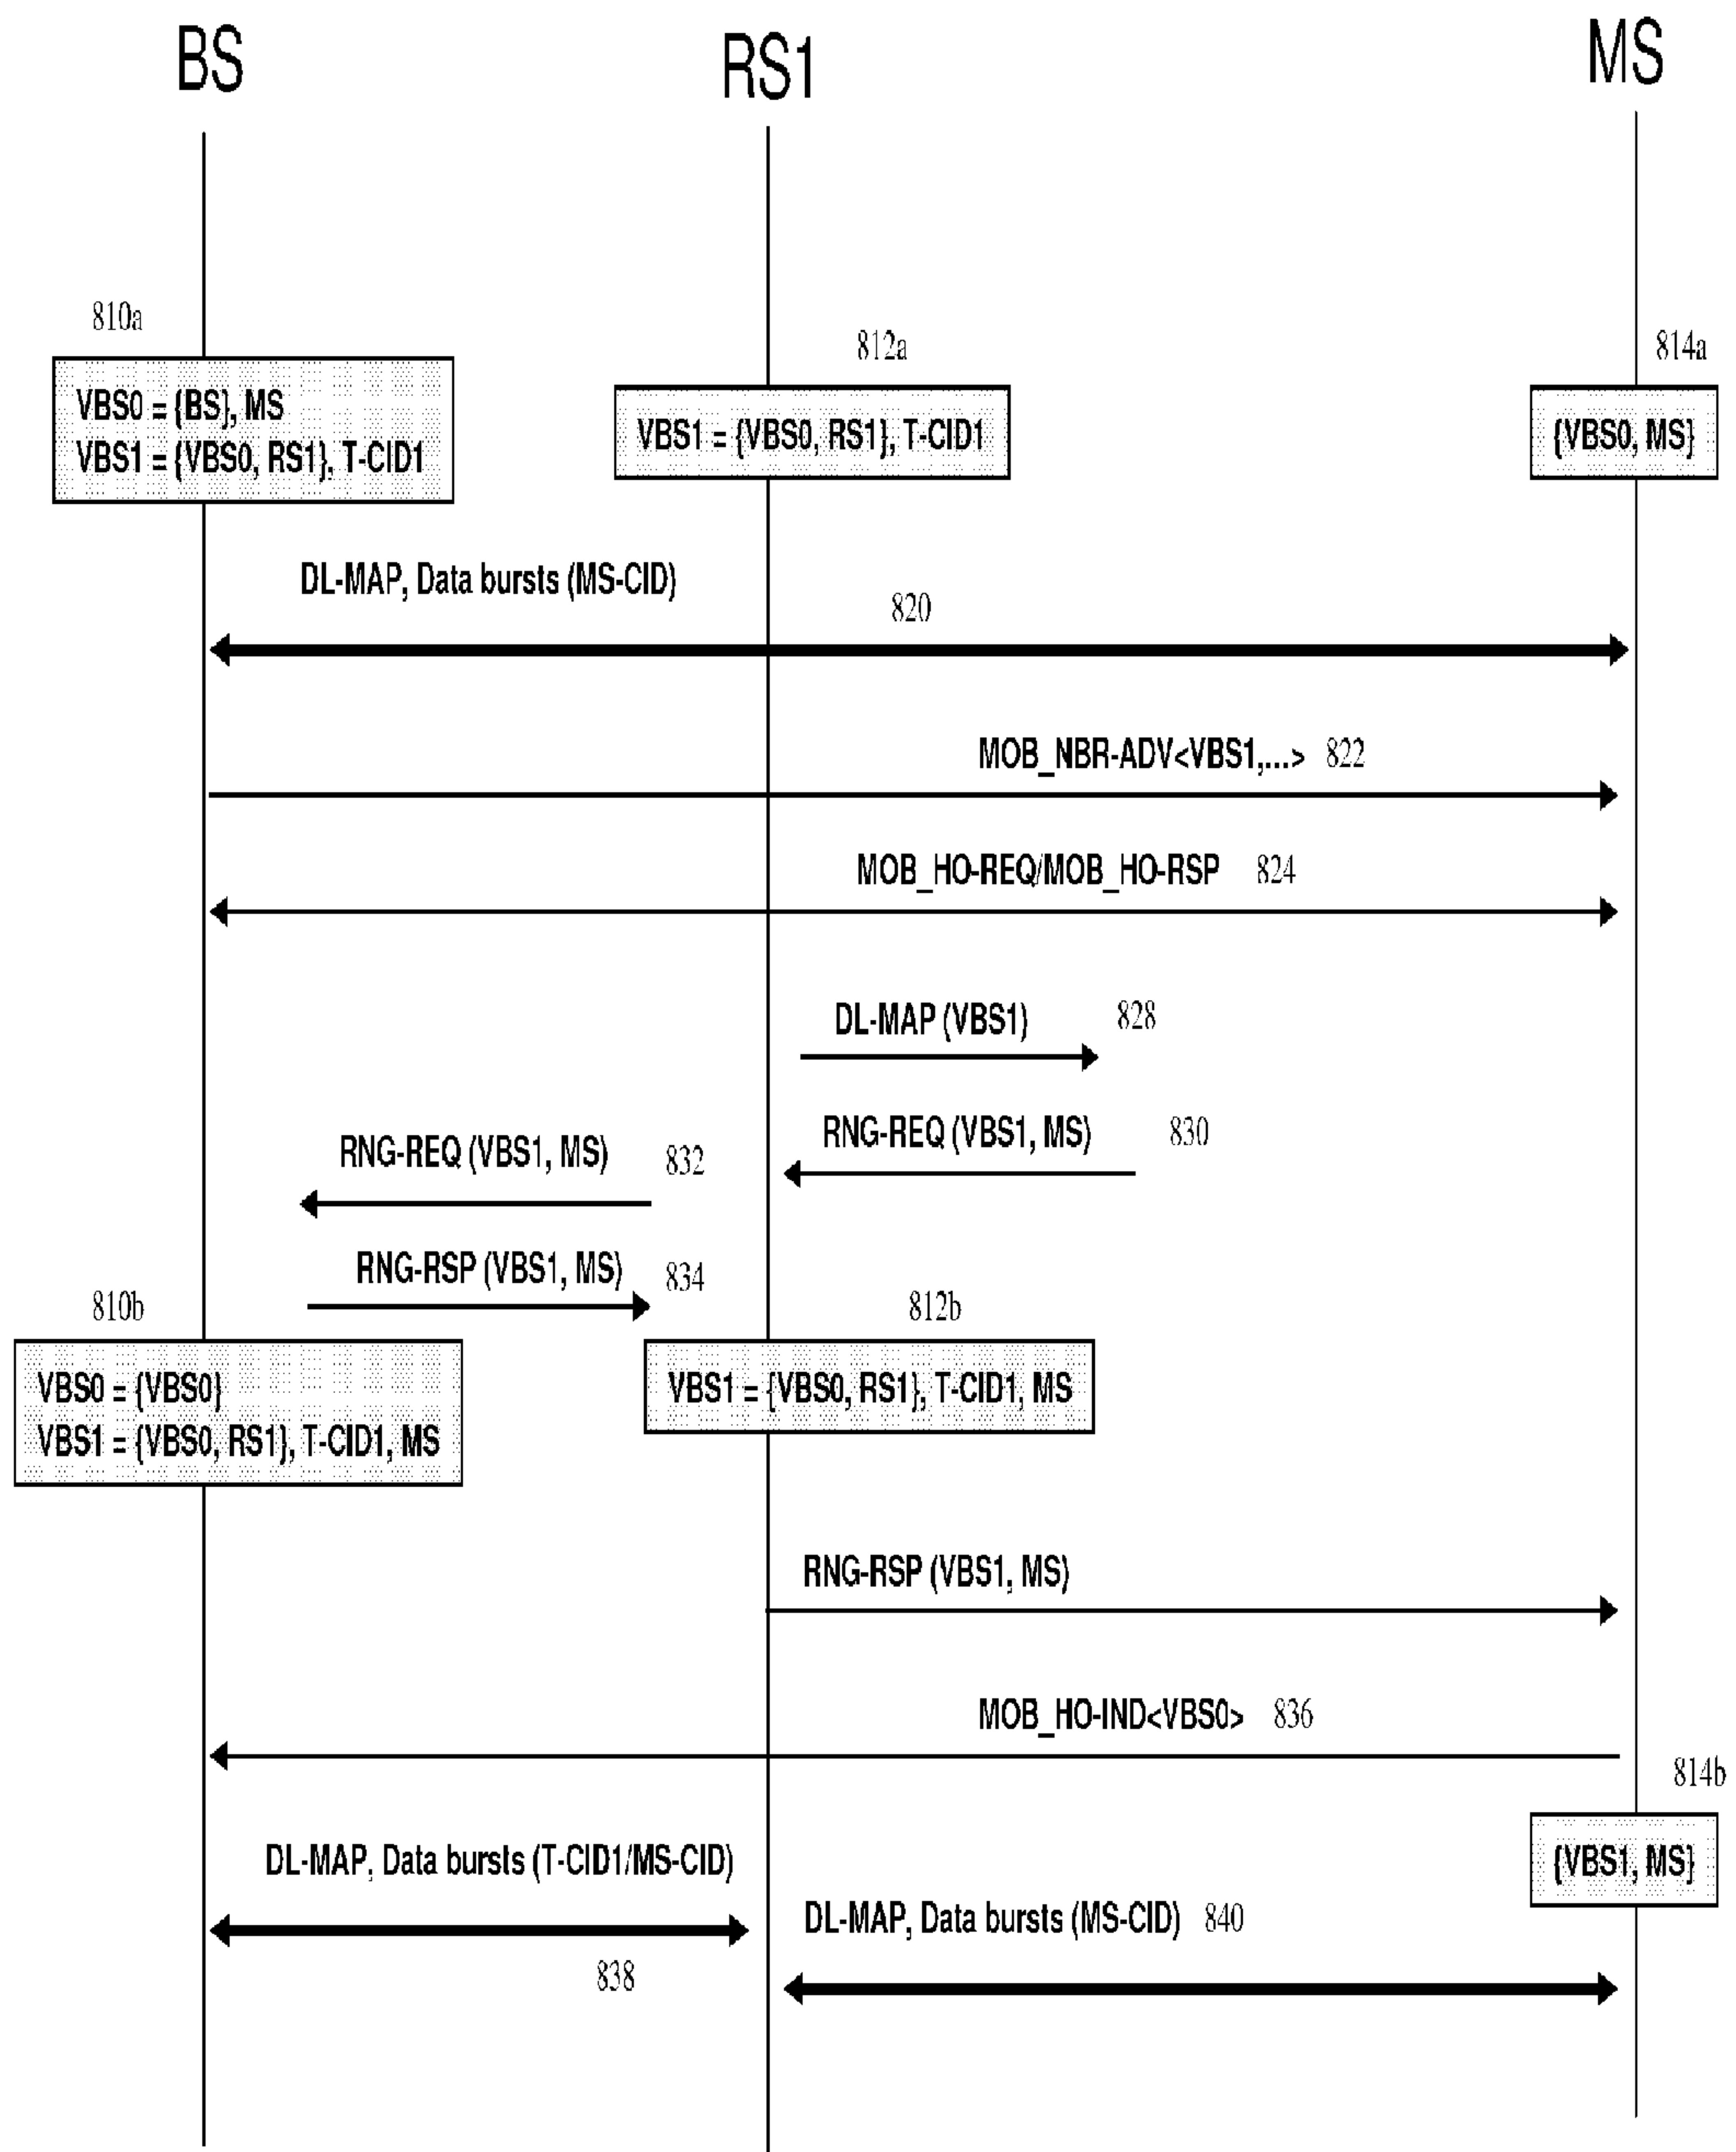 BS
RS1
MS
810a
812a
814a
VBS0 = {BS}, MS
VBS1 = {VBS0, RS1}, T-CID1
VBS1 = {VBS0, RS1}, T-CID1
{VBS0, MS}
DL-MAP, Data bursts (MS-CID)
820
MOB_NBR-ADV<VBS1,...> 822
MOB_HO-REQ/MOB_HO-RSP 824
DL-MAP (VBS1) 828
RNG-REQ (VBS1, MS) 830
RNG-REQ (VBS1, MS) 832
RNG-RSP (VBS1, MS) 834
810b
812b
VBS0 = {VBS0}
VBS1 = {VBS0, RS1}, T-CID1, MS
VBS1 = {VBS0, RS1}, T-CID1, MS
RNG-RSP (VBS1, MS)
MOB_HO-IND<VBS0> 836
814b
{VBS1, MS}
DL-MAP, Data bursts (T-CID1/MS-CID)
838
DL-MAP, Data bursts (MS-CID) 840